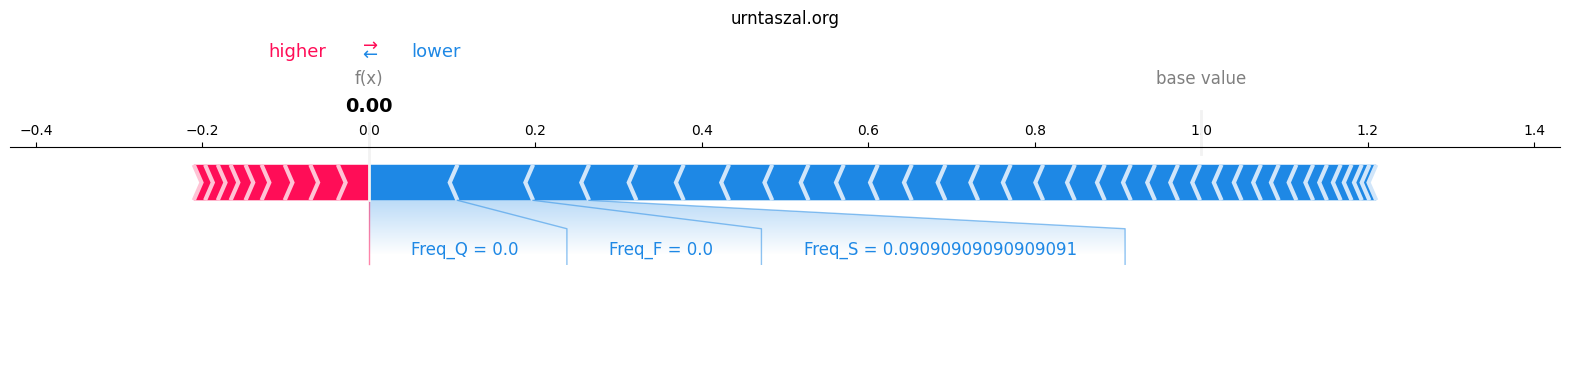 urntaszal.org
higher → ← lower
f(x) base value
0.00
−0.4 −0.2 0 0 0.2 0.4 0.6 0.8 1 0 1.2 1.4
Freq_Q = 0.0 Freq_F = 0.0 Freq_S = 0.09090909090909091